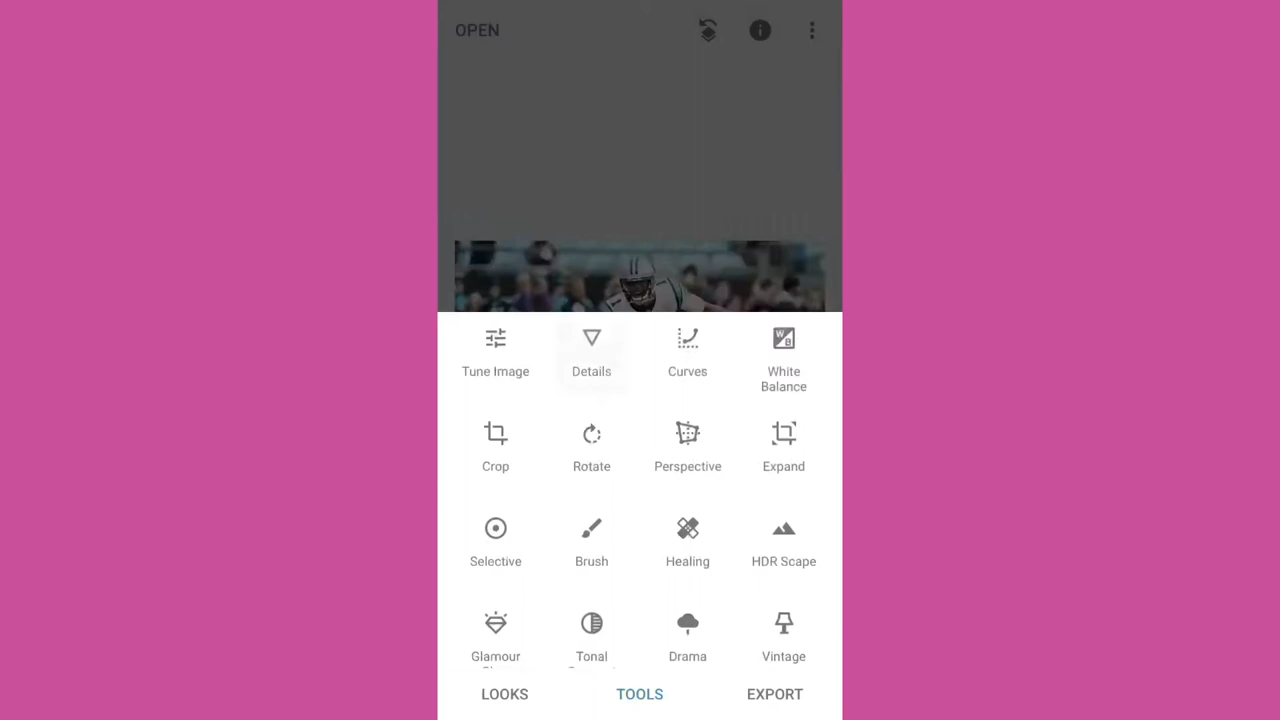 OPEN
Tune Image
Details
Curves
White
Balance
Crop
Rotate
Perspective
Expand
Selective
Brush
Healing
HDR Scape
Glamour
Tonal
Drama
Vintage
LOOKS
TOOLS
EXPORT